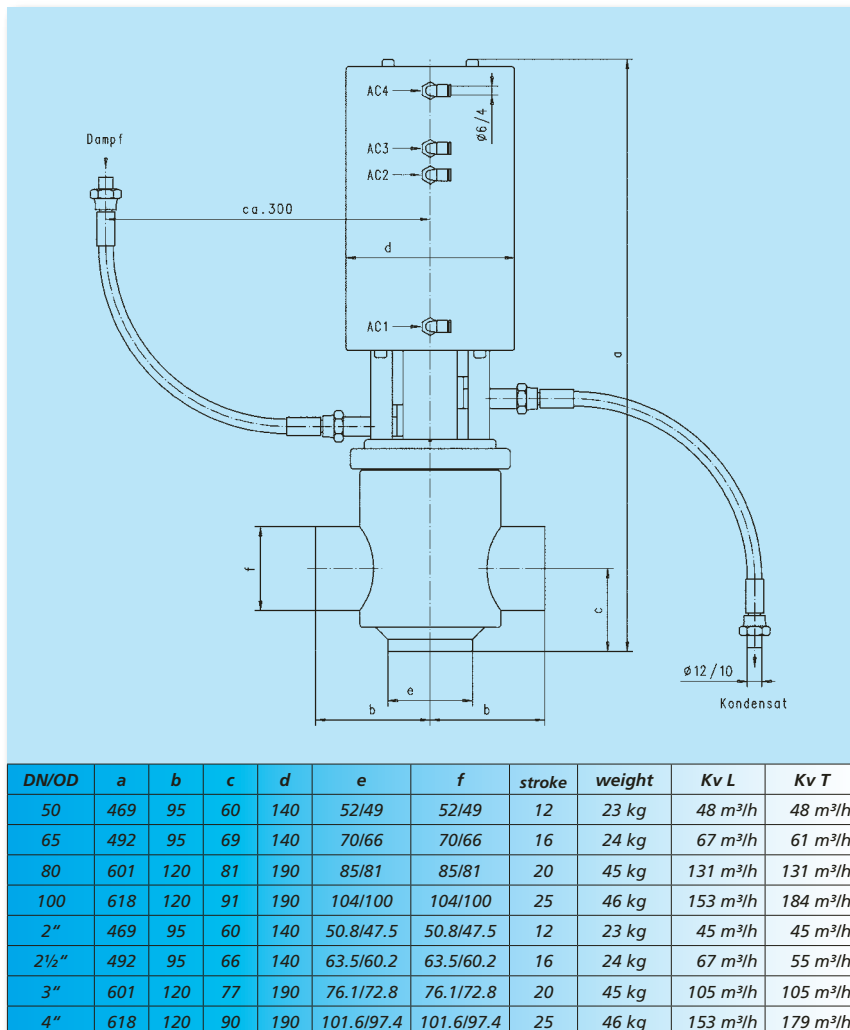 AC4
ø6/4
Dampf
AC3
AC2
ca.300
d
AC1
a
f
c
e
b b
ø12/10
Kondensat
DN/OD a b c d e f stroke weight Kv L Kv T
50 469 95 60 140 52/49 52/49 12 23 kg 48 m³/h 48 m³/h
65 492 95 69 140 70/66 70/66 16 24 kg 67 m³/h 61 m³/h
80 601 120 81 190 85/81 85/81 20 45 kg 131 m³/h 131 m³/h
100 618 120 91 190 104/100 104/100 25 46 kg 153 m³/h 184 m³/h
2“ 469 95 60 140 50.8/47.5 50.8/47.5 12 23 kg 45 m³/h 45 m³/h
2½“ 492 95 66 140 63.5/60.2 63.5/60.2 16 24 kg 67 m³/h 55 m³/h
3“ 601 120 77 190 76.1/72.8 76.1/72.8 20 45 kg 105 m³/h 105 m³/h
4“ 618 120 90 190 101.6/97.4 101.6/97.4 25 46 kg 153 m³/h 179 m³/h